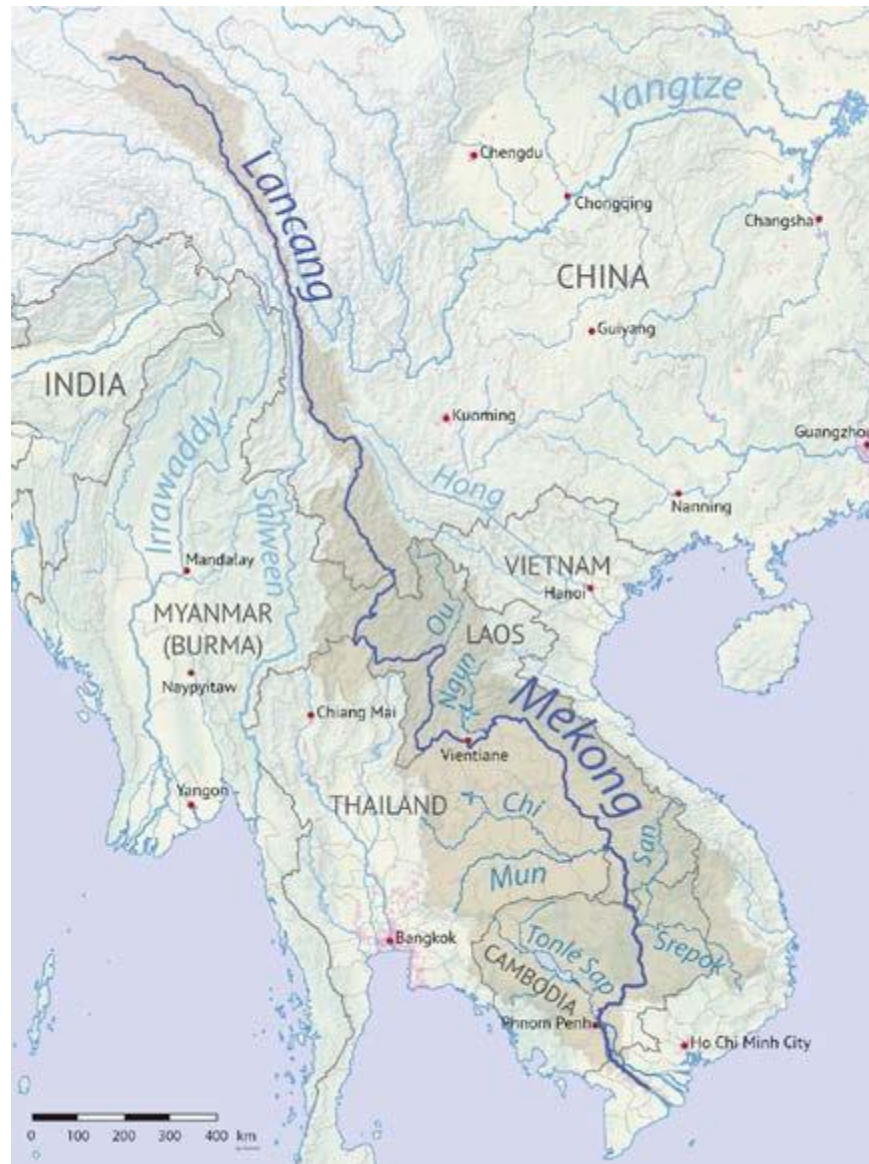 Yangtze
Chengdu
Lancang
Chongqing
Changsha
CHINA
Guiyang
INDIA
Kunming
Irrawaddy
Guangzhou
Hong
Salween
Nanning
Mandalay
VIETNAM
Hanoi
MYANMAR
(BURMA)
Ou
LAOS
Naypyitaw
Ngun
Mekong
Chiang Mai
Vientiane
Yangon
THAILAND
Chi
San
Mun
Bangkok
Tonle Sap
Srepok
CAMBODIA
Phnom Penh
Ho Chi Minh City
0 100 200 300 400 km